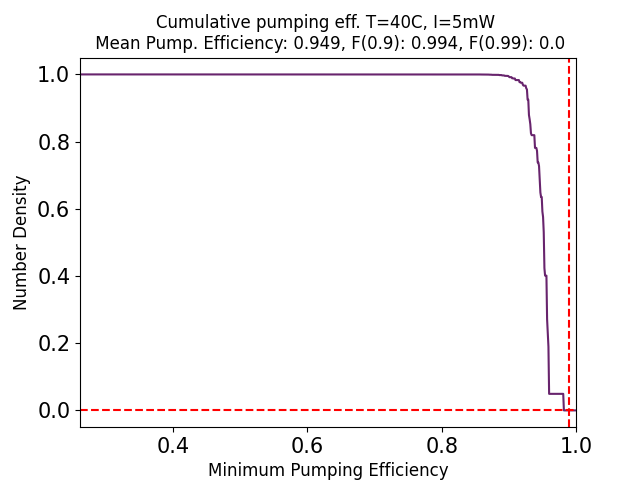 Cumulative pumping eff. T=40C, I=5mW
Mean Pump. Efficiency: 0.949, F(0.9): 0.994, F(0.99): 0.0
1.0
0.8
0.6
0.4
0.2
0.0
Number Density
0.4 0.6 0.8 1.0
Minimum Pumping Efficiency